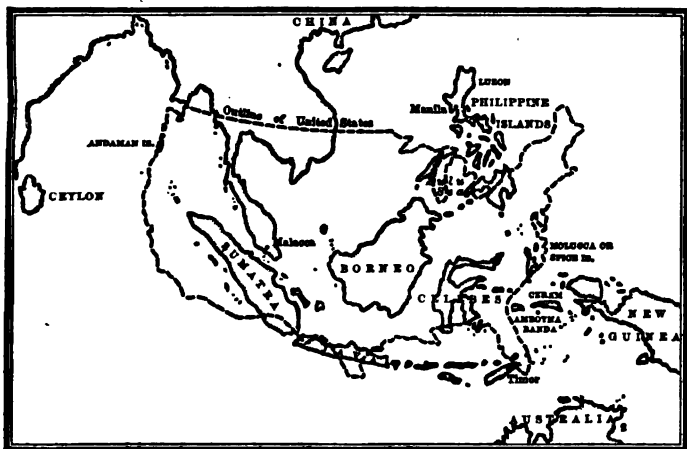 CHINA
LUZON
Manila
PHILIPPINE
ISLANDS
Outline of United States
ANDAMAN IS.
CEYLON
Malacca
SUMATRA
BORNEO
CELEBES
MOLUCCA OR
SPICE IS.
CERAM
AMBOYNA
BANDA
NEW
GUINEA
JAVA
Timor
AUSTRALIA